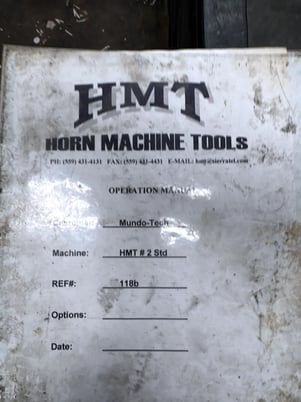 HMT
HORN MACHINE TOOLS
PH: (559) 431-4131 FAX: (559) 431-4431 E-MAIL: hmt@sierratel.com
OPERATION MANUAL
Mundo-Tech
Machine: HMT # 2 Std
REF#: 118b
Options:
Date: